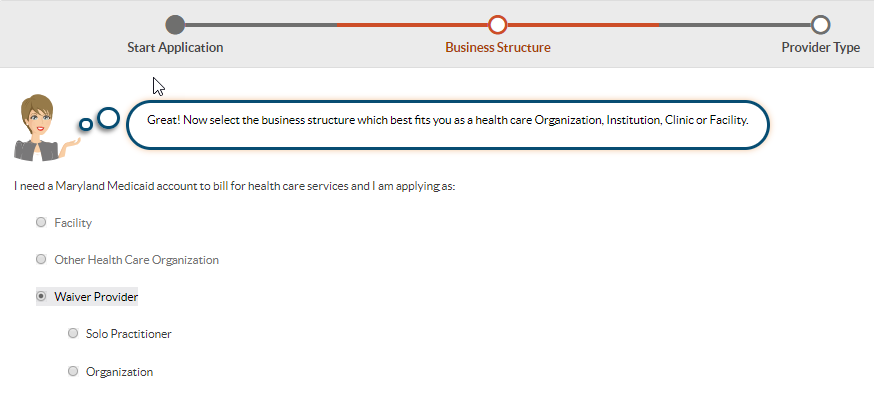 Start Application
Business Structure
Provider Type
Great! Now select the business structure which best fits you as a health care Organization, Institution, Clinic or Facility.
I need a Maryland Medicaid account to bill for health care services and I am applying as:
Facility
Other Health Care Organization
Waiver Provider
Solo Practitioner
Organization